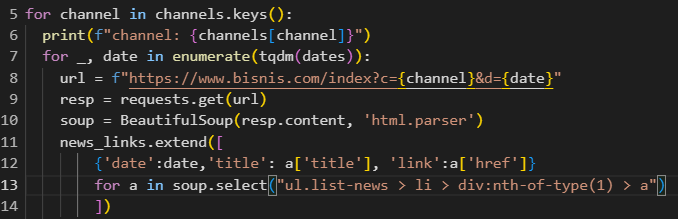 5 for channel in channels.keys():
6 print(f"channel: {channels[channel]}")
7 for _, date in enumerate(tqdm(dates)):
8 url = f"https://www.bisnis.com/index?c={channel}&d={date}"
9 resp = requests.get(url)
10 soup = BeautifulSoup(resp.content, 'html.parser')
11 news_links.extend([
12 {'date':date,'title': a['title'], 'link':a['href']}
13 for a in soup.select("ul.list-news > li > div:nth-of-type(1) > a")
14 ])